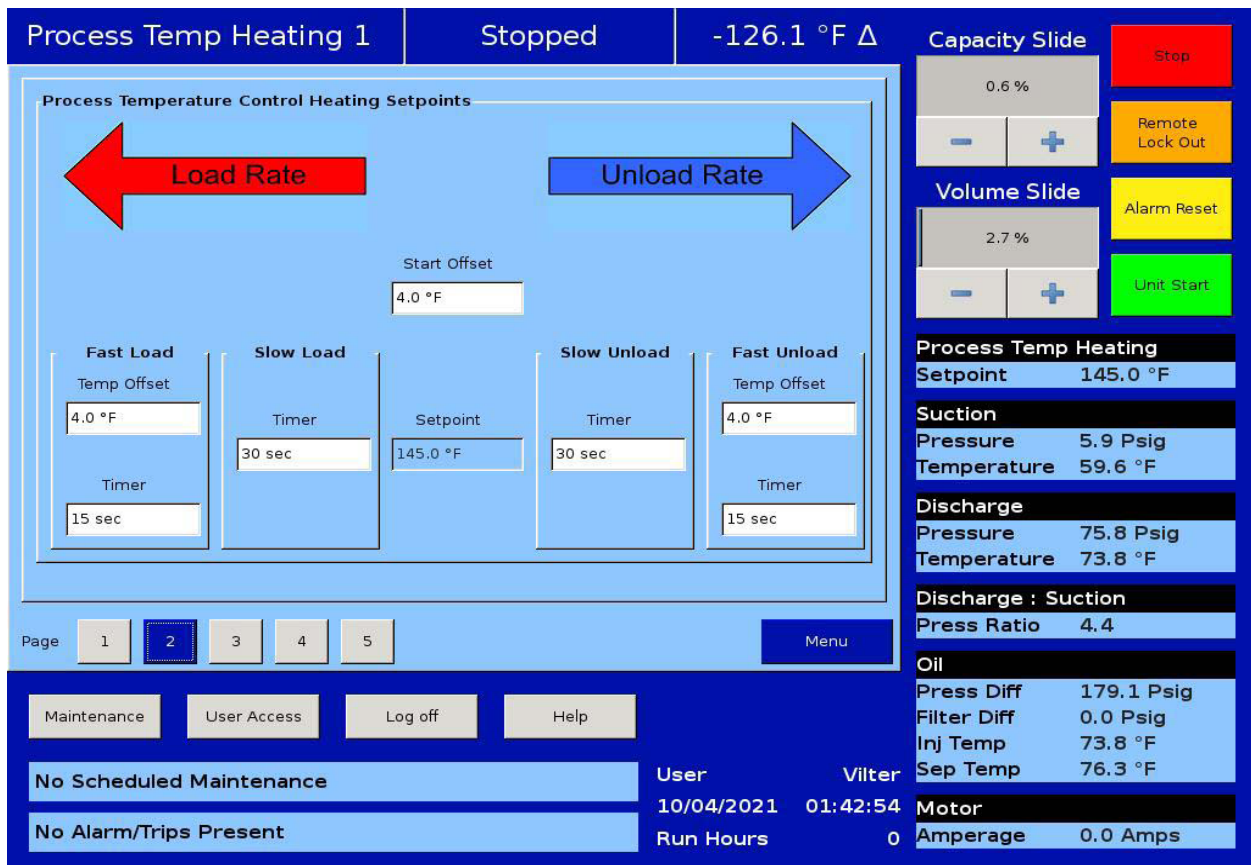 Process Temp Heating 1 Stopped -126.1 °F Δ
Process Temperature Control Heating Setpoints
Load Rate Unload Rate
Start Offset
4.0 °F
Fast Load
Temp Offset
4.0 °F
Timer
15 sec
Slow Load
Timer
30 sec
Setpoint
145.0 °F
Slow Unload
Timer
30 sec
Fast Unload
Temp Offset
4.0 °F
Timer
15 sec
Page 1 2 3 4 5 Menu
Maintenance User Access Log off Help
No Scheduled Maintenance
No Alarm/Trips Present
User Vilter
10/04/2021 01:42:54
Run Hours 0
Capacity Slide
0.6 %
Volume Slide
2.7 %
Stop
Remote
Lock Out
Alarm Reset
Unit Start
Process Temp Heating
Setpoint 145.0 °F
Suction
Pressure 5.9 Psig
Temperature 59.6 °F
Discharge
Pressure 75.8 Psig
Temperature 73.8 °F
Discharge : Suction
Press Ratio 4.4
Oil
Press Diff 179.1 Psig
Filter Diff 0.0 Psig
Inj Temp 73.8 °F
Sep Temp 76.3 °F
Motor
Amperage 0.0 Amps